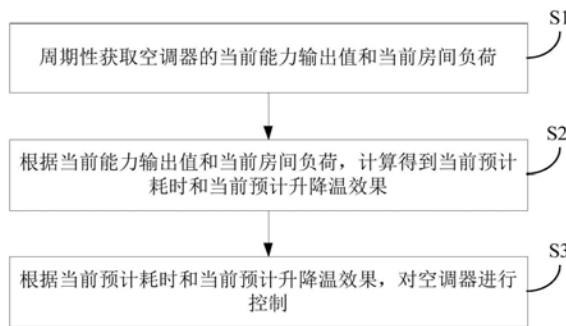 S1
周期性获取空调器的当前能力输出值和当前房间负荷
S2
根据当前能力输出值和当前房间负荷，计算得到当前预计
耗时和当前预计升降温效果
S3
根据当前预计耗时和当前预计升降温效果，对空调器进行
控制